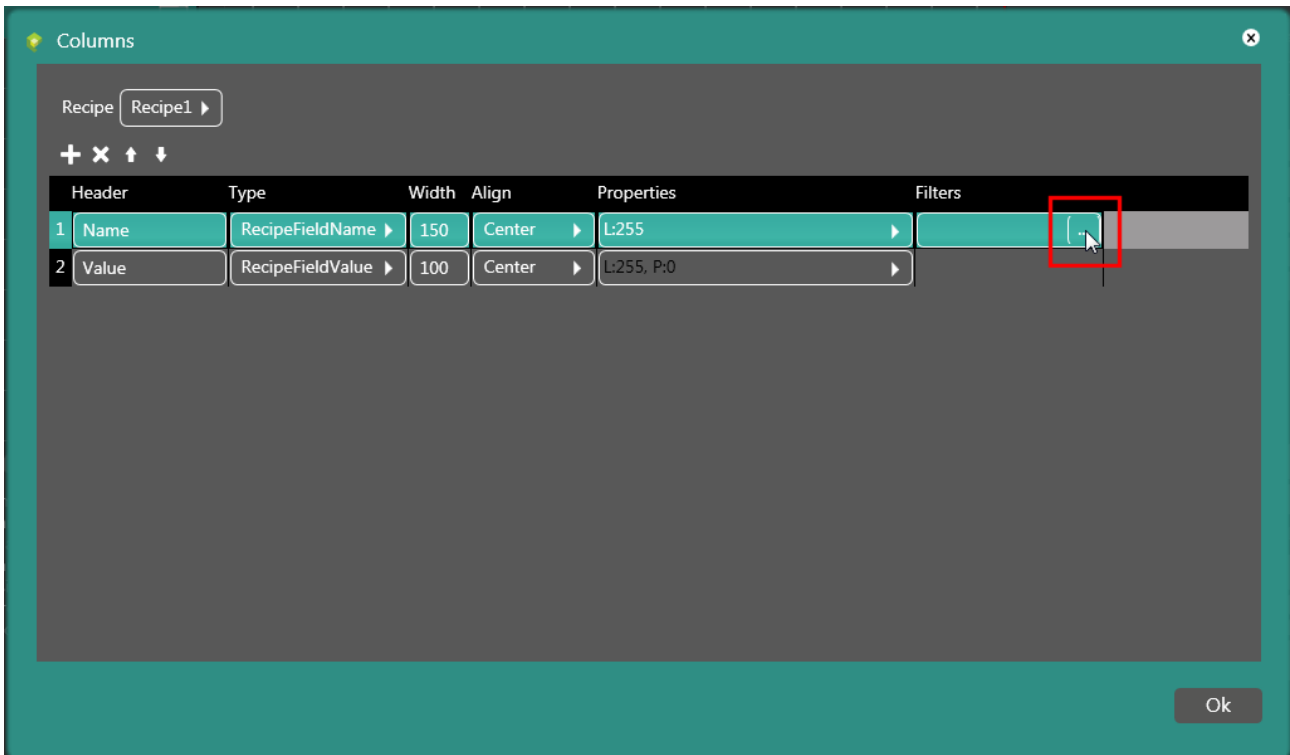 Columns
Recipe Recipe1
Header Type Width Align Properties Filters
1 Name RecipeFieldName 150 Center L:255 ...
2 Value RecipeFieldValue 100 Center L:255, P:0
Ok